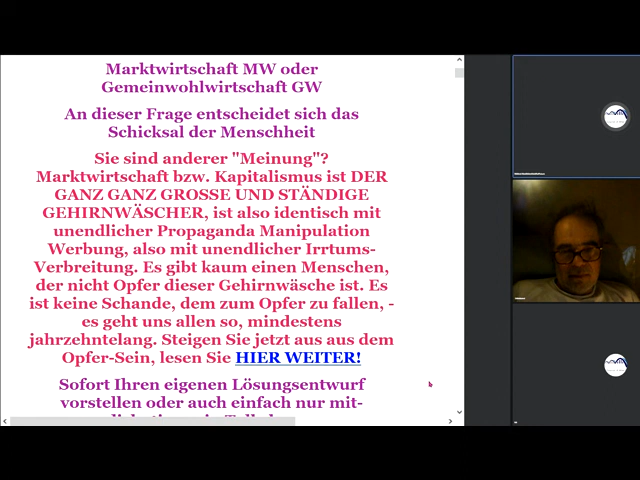 Marktwirtschaft MW oder
Gemeinwohlwirtschaft GW
An dieser Frage entscheidet sich das
Schicksal der Menschheit
Sie sind anderer "Meinung"?
Marktwirtschaft bzw. Kapitalismus ist DER
GANZ GANZ GROSSE UND STÄNDIGE
GEHIRNWÄSCHER, ist also identisch mit
unendlicher Propaganda Manipulation
Werbung, also mit unendlicher Irrtums-
Verbreitung. Es gibt kaum einen Menschen,
der nicht Opfer dieser Gehirnwäsche ist. Es
ist keine Schande, dem zum Opfer zu fallen, -
es geht uns allen so, mindestens
jahrzehntelang. Steigen Sie jetzt aus aus dem
Opfer-Sein, lesen Sie HIER WEITER!
Sofort Ihren eigenen Lösungsentwurf
vorstellen oder auch einfach nur mit-